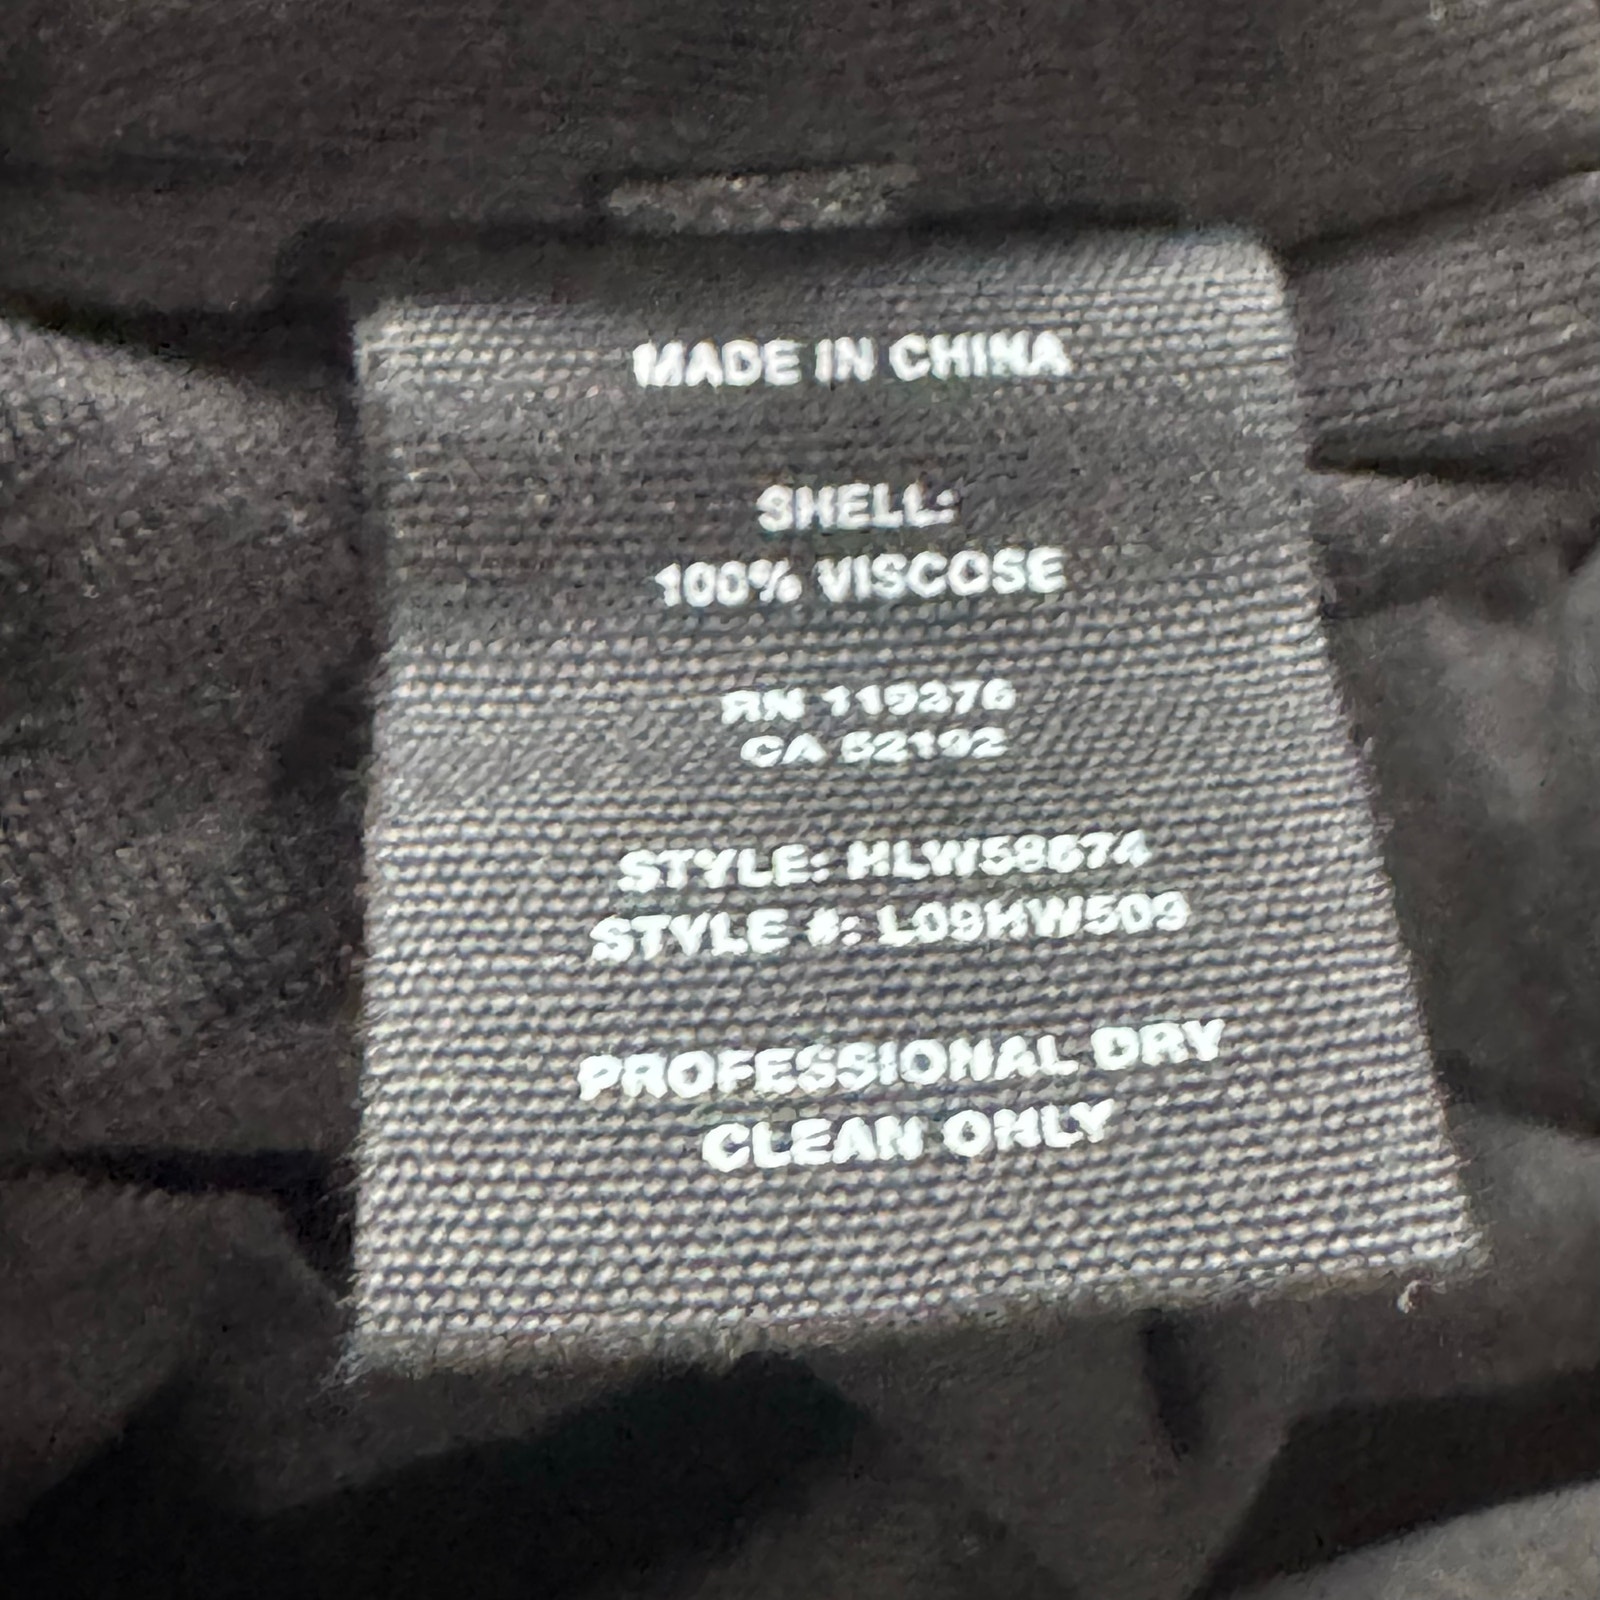 MADE IN CHINA
SHELL:
100% VISCOSE
RN 119376
CA 52192
STYLE: HLW58674
STYLE #: L09HW509
PROFESSIONAL DRY
CLEAN ONLY